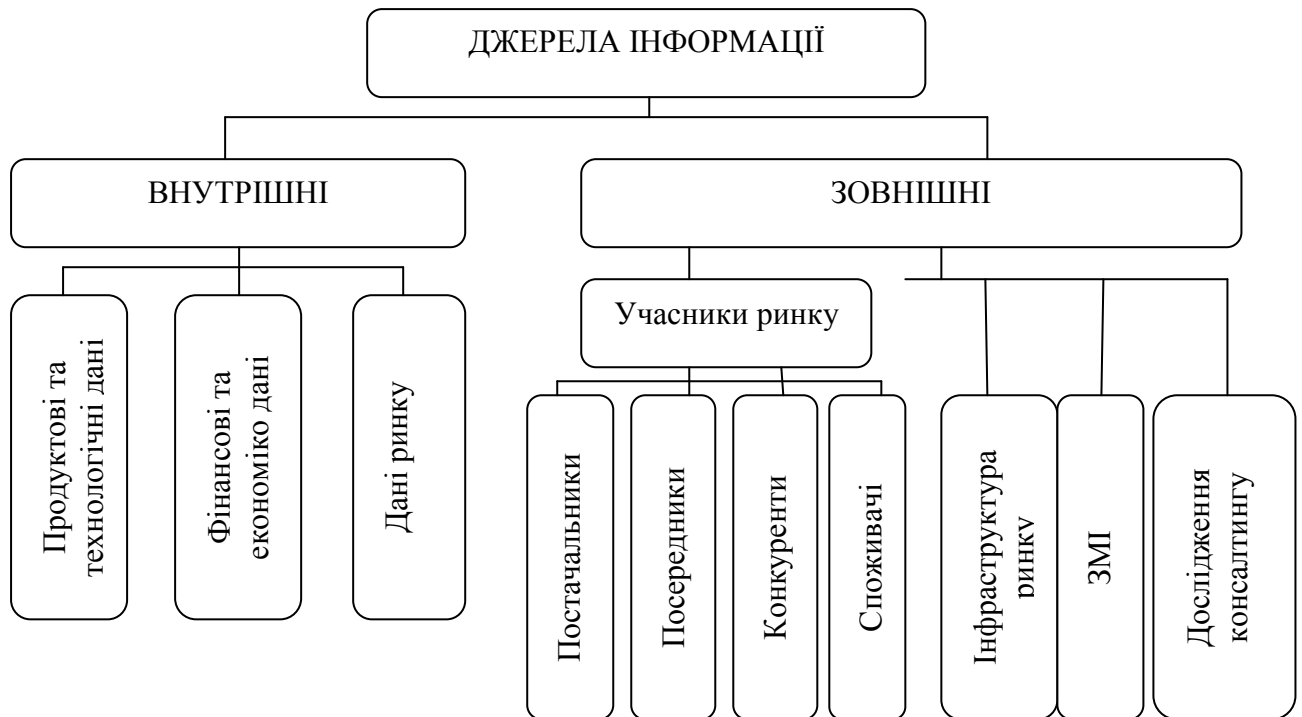 ДЖЕРЕЛА ІНФОРМАЦІЇ
ВНУТРІШНІ
ЗОВНІШНІ
Учасники ринку
Продуктові та
технологічні дані
Фінансові та
економіко дані
Дані ринку
Постачальники
Посередники
Конкуренти
Споживачі
Інфраструктура
ринку
ЗМІ
Дослідження
консалтингу